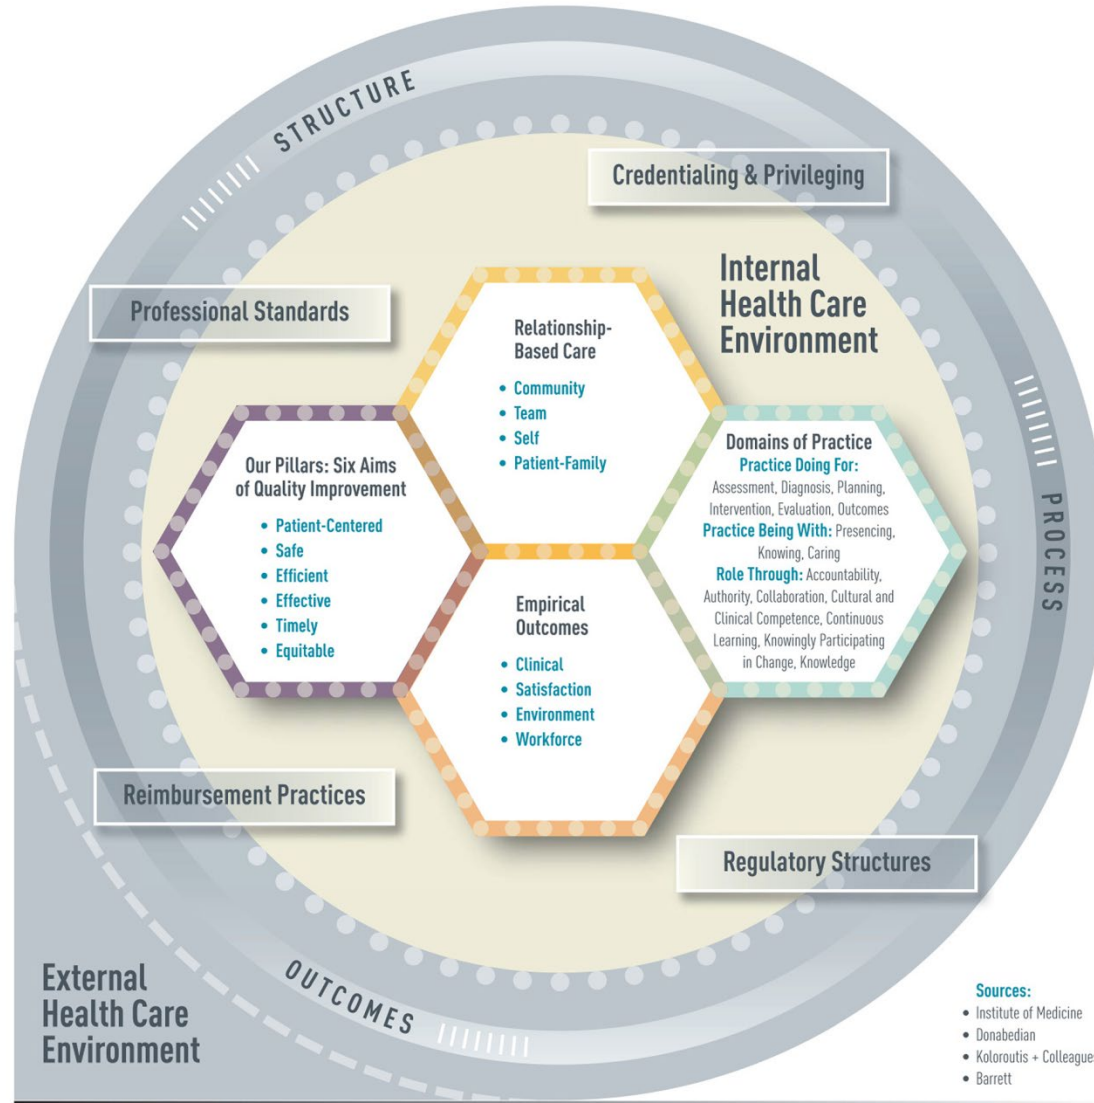 STRUCTURE
Credentialing & Privileging
Internal
Health Care
Environment
Professional Standards
Relationship-
Based Care
• Community
• Team
• Self
• Patient-Family
Our Pillars: Six Aims
of Quality Improvement
• Patient-Centered
• Safe
• Efficient
• Effective
• Timely
• Equitable
Domains of Practice
Practice Doing For:
Assessment, Diagnosis, Planning,
Intervention, Evaluation, Outcomes
Practice Being With: Presencing,
Knowing, Caring
Role Through: Accountability,
Authority, Collaboration, Cultural and
Clinical Competence, Continuous
Learning, Knowingly Participating
in Change, Knowledge
PROCESS
Empirical
Outcomes
• Clinical
• Satisfaction
• Environment
• Workforce
Reimbursement Practices
Regulatory Structures
OUTCOMES
External
Health Care
Environment
Sources:
• Institute of Medicine
• Donabedian
• Koloroutis + Colleagues
• Barrett